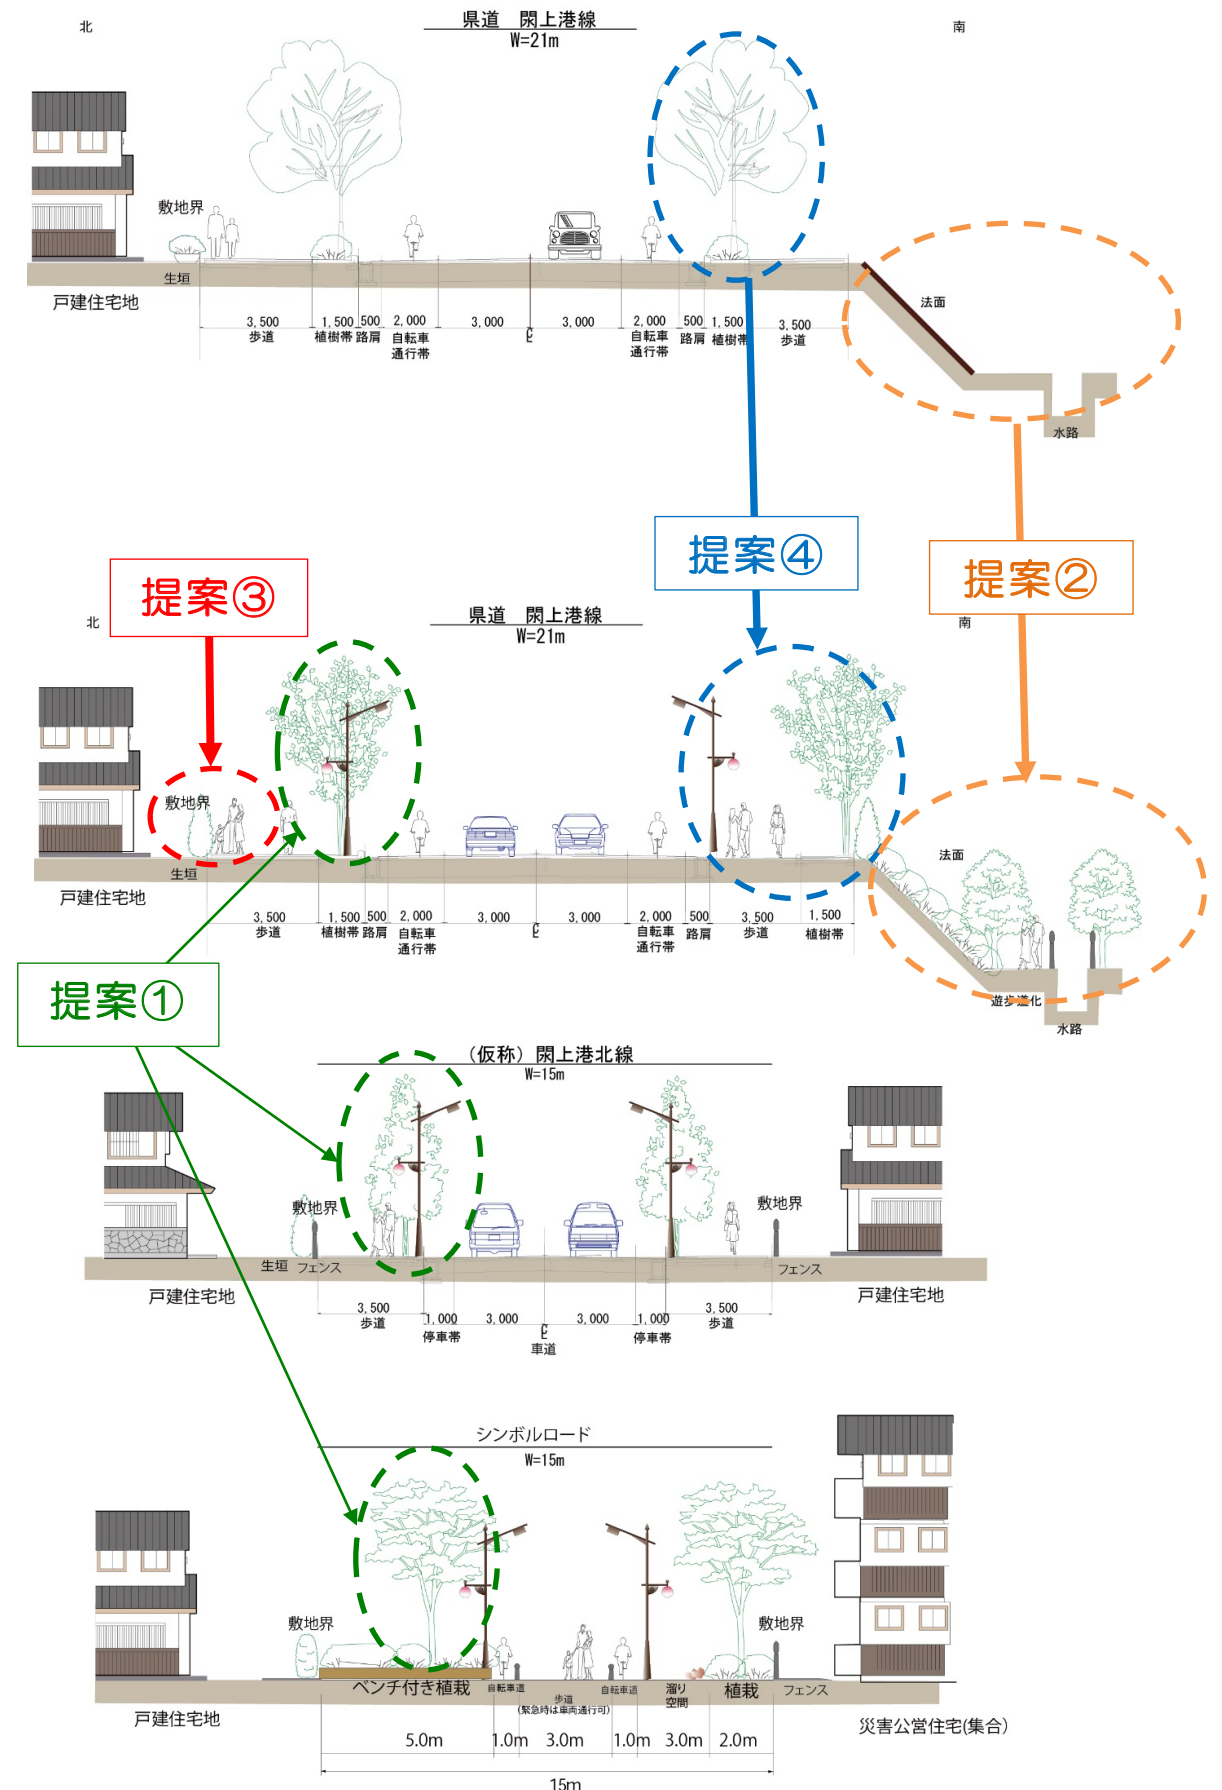 北
県道　閖上港線
W=21m
南
敷地界
生垣
戸建住宅地
法面
3,500 1,500 500 2,000 3,000 3,000 2,000 500 1,500 3,500
歩道 植樹帯 路肩 自転車通行帯 自転車通行帯 路肩 植樹帯 歩道
水路
提案④
提案②
提案③
北
県道　閖上港線
W=21m
南
敷地界
生垣
戸建住宅地
法面
3,500 1,500 500 2,000 3,000 3,000 2,000 500 3,500 1,500
歩道 植樹帯 路肩 自転車通行帯 自転車通行帯 路肩 歩道 植樹帯
遊歩道化
水路
提案①
（仮称）閖上港北線
W=15m
敷地界
敷地界
生垣 フェンス
フェンス
戸建住宅地
戸建住宅地
3,500 1,000 3,000 3,000 1,000 3,500
歩道 停車帯 車道 停車帯 歩道
シンボルロード
W=15m
敷地界
敷地界
ベンチ付き植栽 自転車道 歩道 自転車道 溜り空間 植栽 フェンス
(緊急時は車両通行可)
戸建住宅地
災害公営住宅(集合)
5.0m 1.0m 3.0m 1.0m 3.0m 2.0m
15m